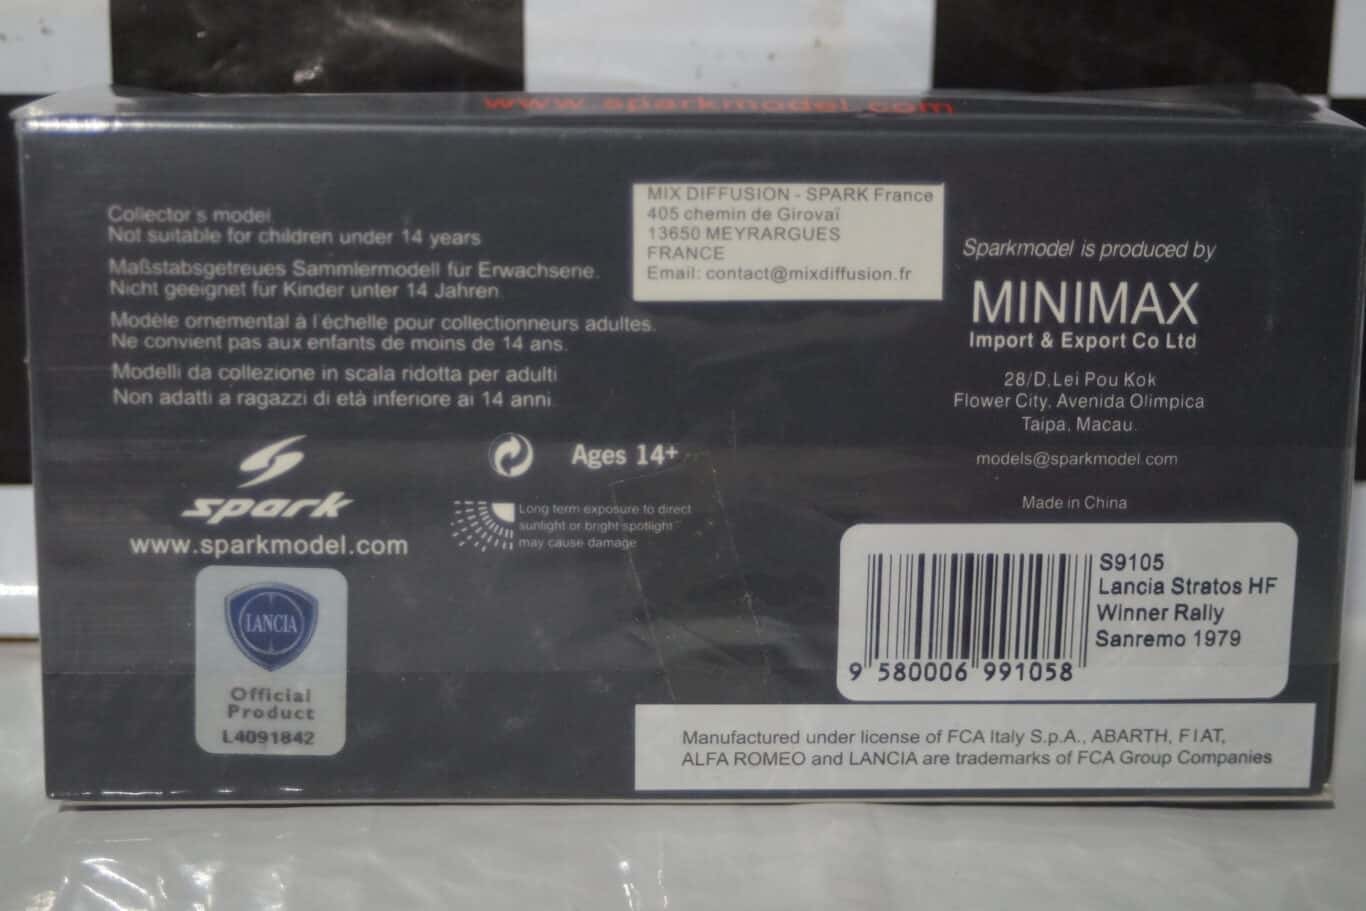 www.sparkmodel.com
Collector's model
Not suitable for children under 14 years
Maßstabsgetreues Sammlermodell für Erwachsene.
Nicht geeignet für Kinder unter 14 Jahren.
Modèle ornemental à l'échelle pour collectionneurs adultes.
Ne convient pas aux enfants de moins de 14 ans.
Modelli da collezione in scala ridotta per adulti
Non adatti a ragazzi di età inferiore ai 14 anni.
MIX DIFFUSION - SPARK France
405 chemin de Girovaï
13650 MEYRARGUES
FRANCE
Email: contact@mixdiffusion.fr
Sparkmodel is produced by
MINIMAX
Import & Export Co Ltd
28/D.Lei Pou Kok
Flower City, Avenida Olimpica
Taipa, Macau.
models@sparkmodel.com
Made in China
spark
www.sparkmodel.com
Ages 14+
Long term exposure to direct
sunlight or bright spotlight
may cause damage
LANCIA
Official
Product
L4091842
S9105
Lancia Stratos HF
Winner Rally
Sanremo 1979
9 580006 991058
Manufactured under license of FCA Italy S.p.A., ABARTH, FIAT,
ALFA ROMEO and LANCIA are trademarks of FCA Group Companies